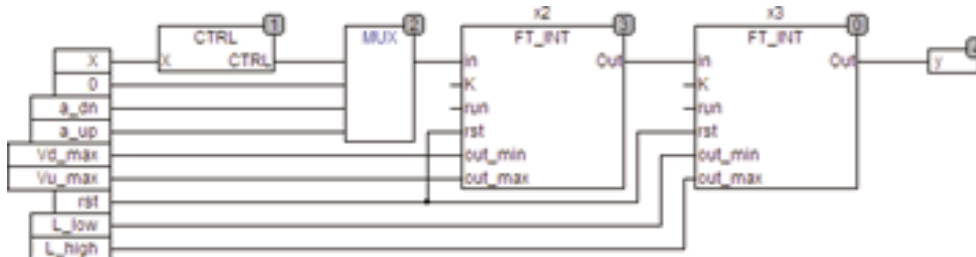 x2 x3
1 2 3 0
CTRL MUX FT_INT FT_INT
X X CTRL in Out in Out y
0 K K
a_dn run run
a_up rst rst
Vd_max out_min out_min
Vu_max out_max out_max
rst
L_low
L_high